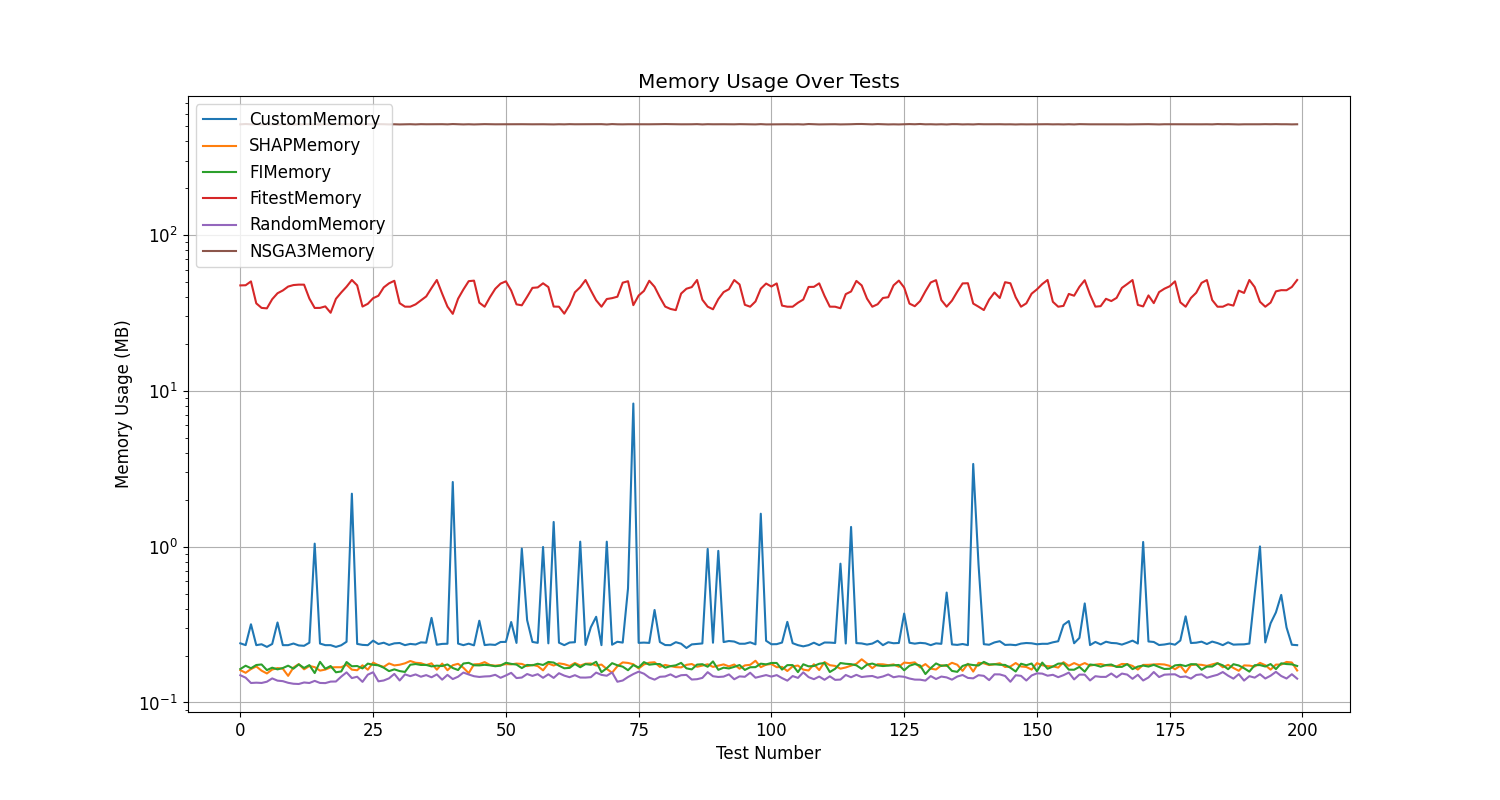 Memory Usage Over Tests
CustomMemory
SHAPMemory
FIMemory
FitestMemory
RandomMemory
NSGA3Memory
Memory Usage (MB)
10²
10¹
10⁰
10⁻¹
0 25 50 75 100 125 150 175 200
Test Number